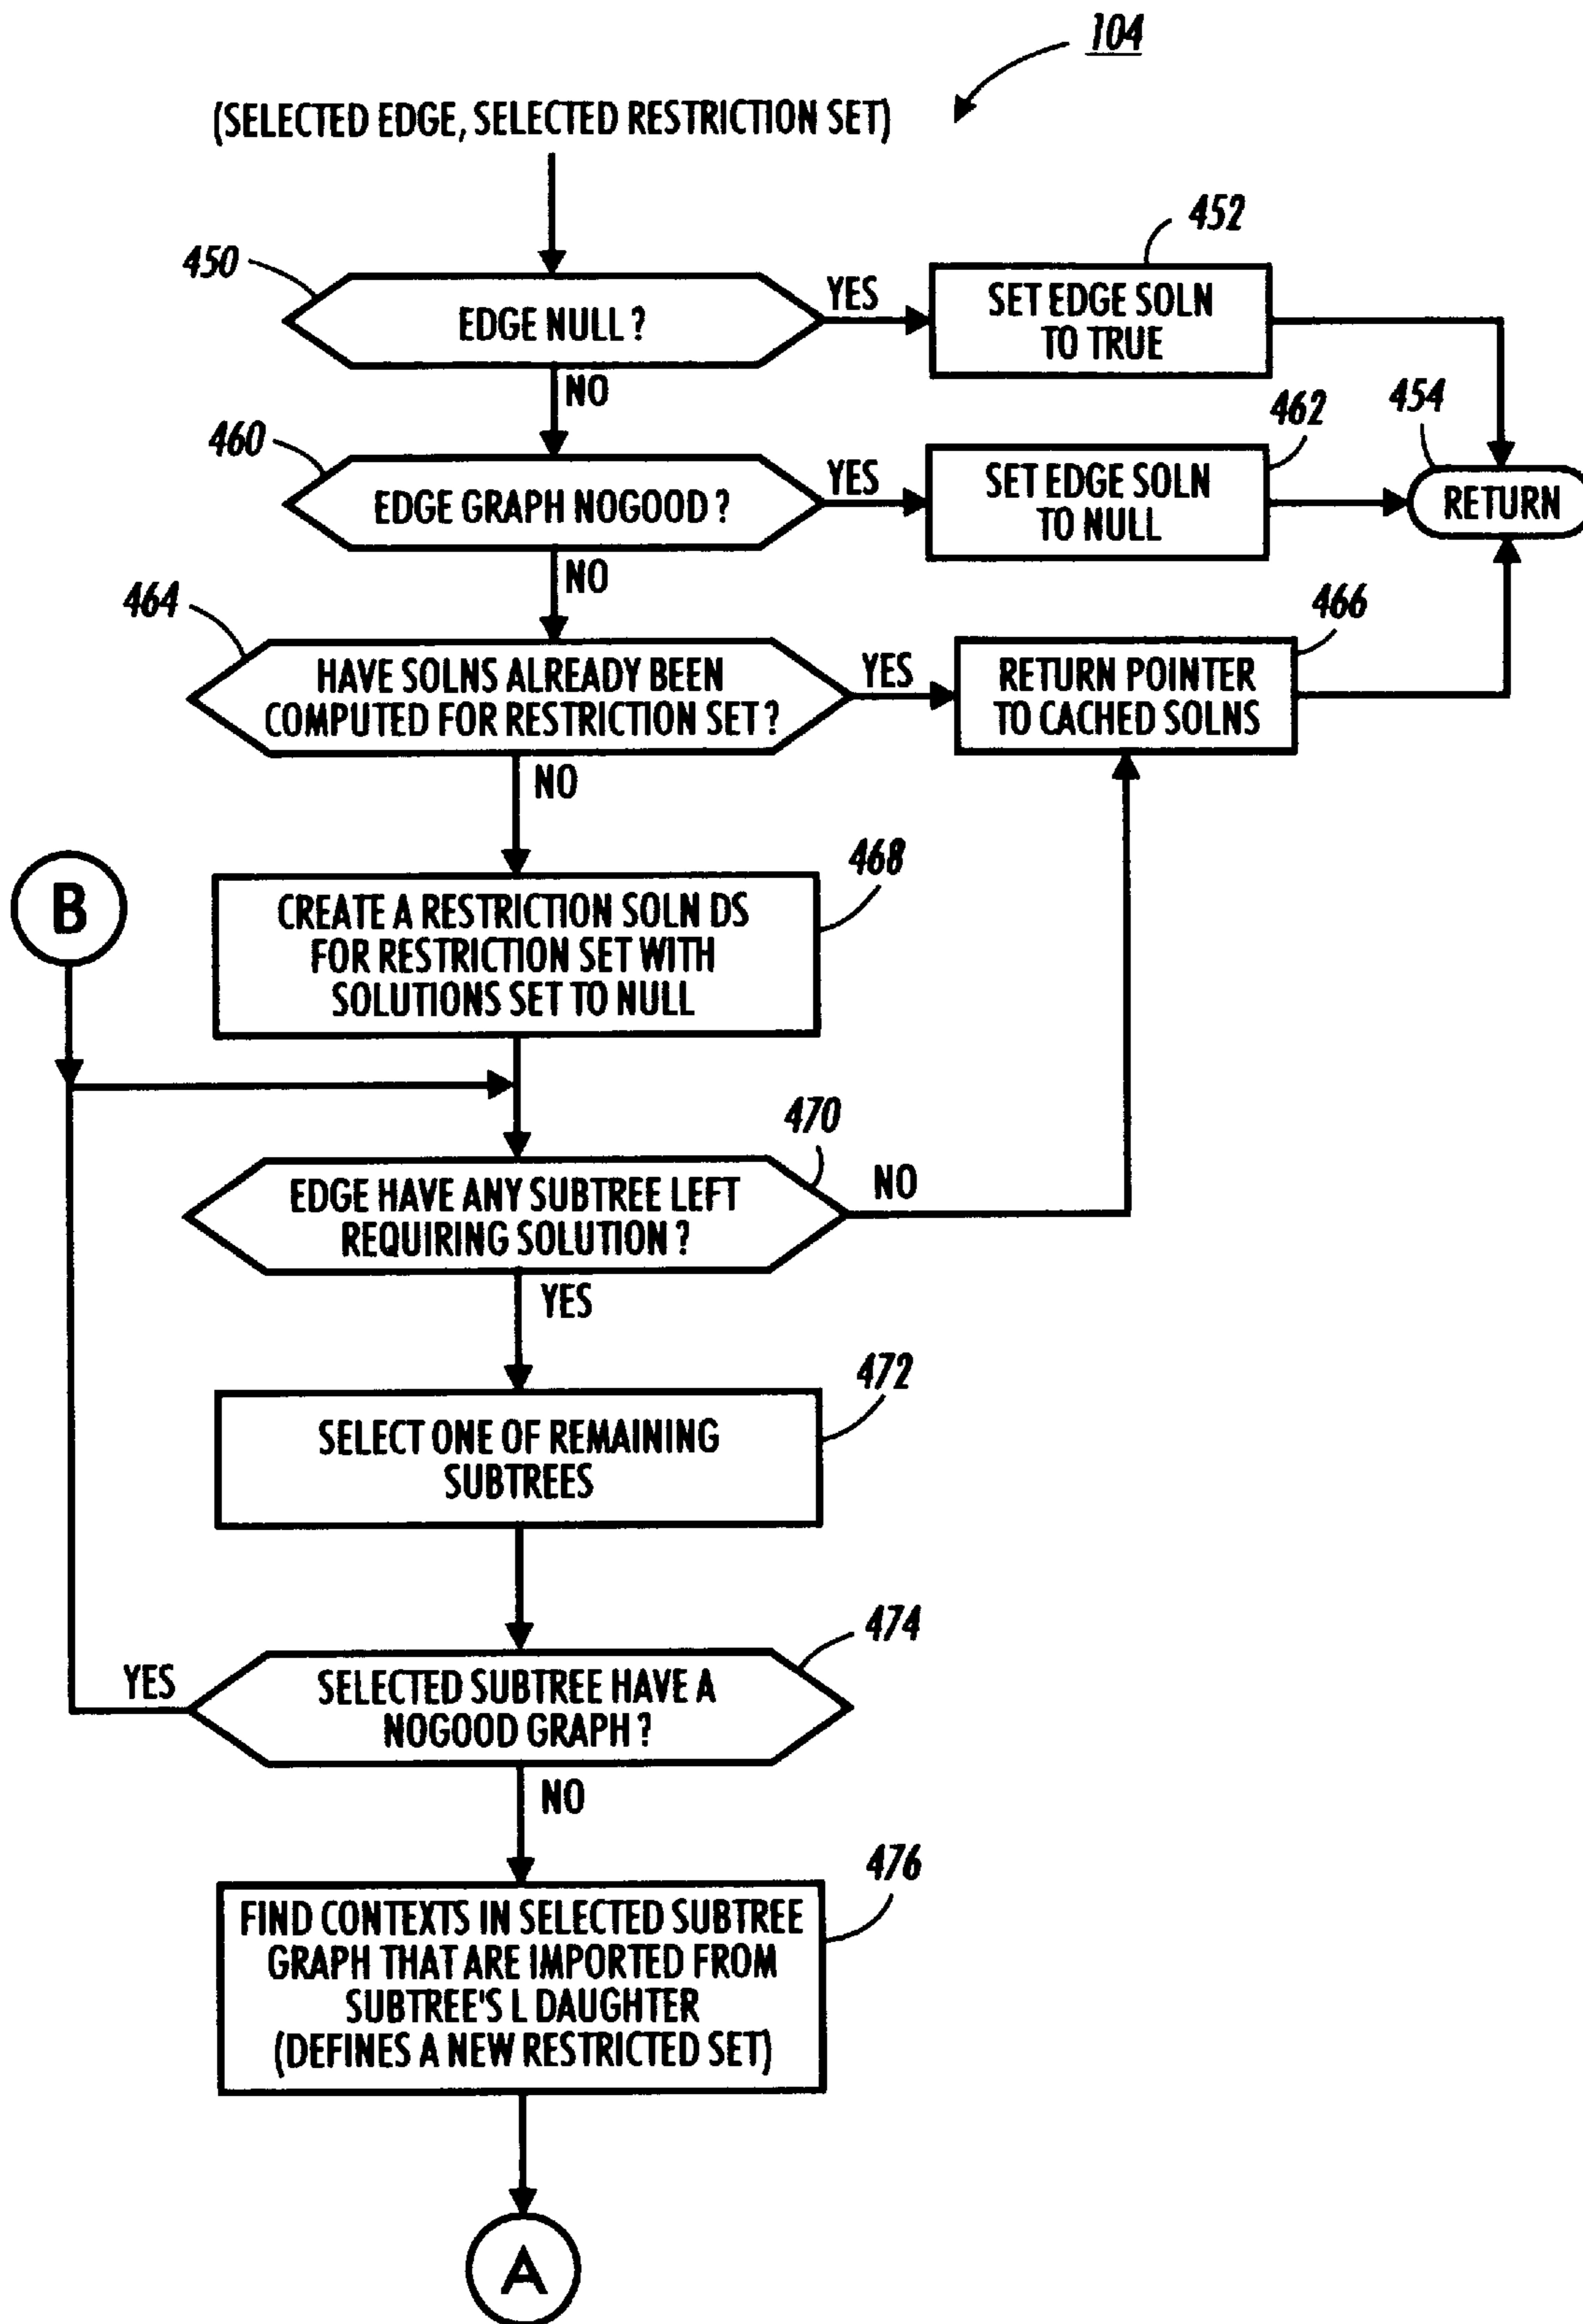 104
(SELECTED EDGE, SELECTED RESTRICTION SET)
450
EDGE NULL ?
YES
452
SET EDGE SOLN
TO TRUE
NO
460
EDGE GRAPH NOGOOD ?
YES
462
SET EDGE SOLN
TO NULL
454
RETURN
NO
464
HAVE SOLNS ALREADY BEEN
COMPUTED FOR RESTRICTION SET ?
YES
466
RETURN POINTER
TO CACHED SOLNS
NO
B
468
CREATE A RESTRICTION SOLN DS
FOR RESTRICTION SET WITH
SOLUTIONS SET TO NULL
470
EDGE HAVE ANY SUBTREE LEFT
REQUIRING SOLUTION ?
NO
YES
472
SELECT ONE OF REMAINING
SUBTREES
474
YES
SELECTED SUBTREE HAVE A
NOGOOD GRAPH ?
NO
476
FIND CONTEXTS IN SELECTED SUBTREE
GRAPH THAT ARE IMPORTED FROM
SUBTREE'S L DAUGHTER
(DEFINES A NEW RESTRICTED SET)
A